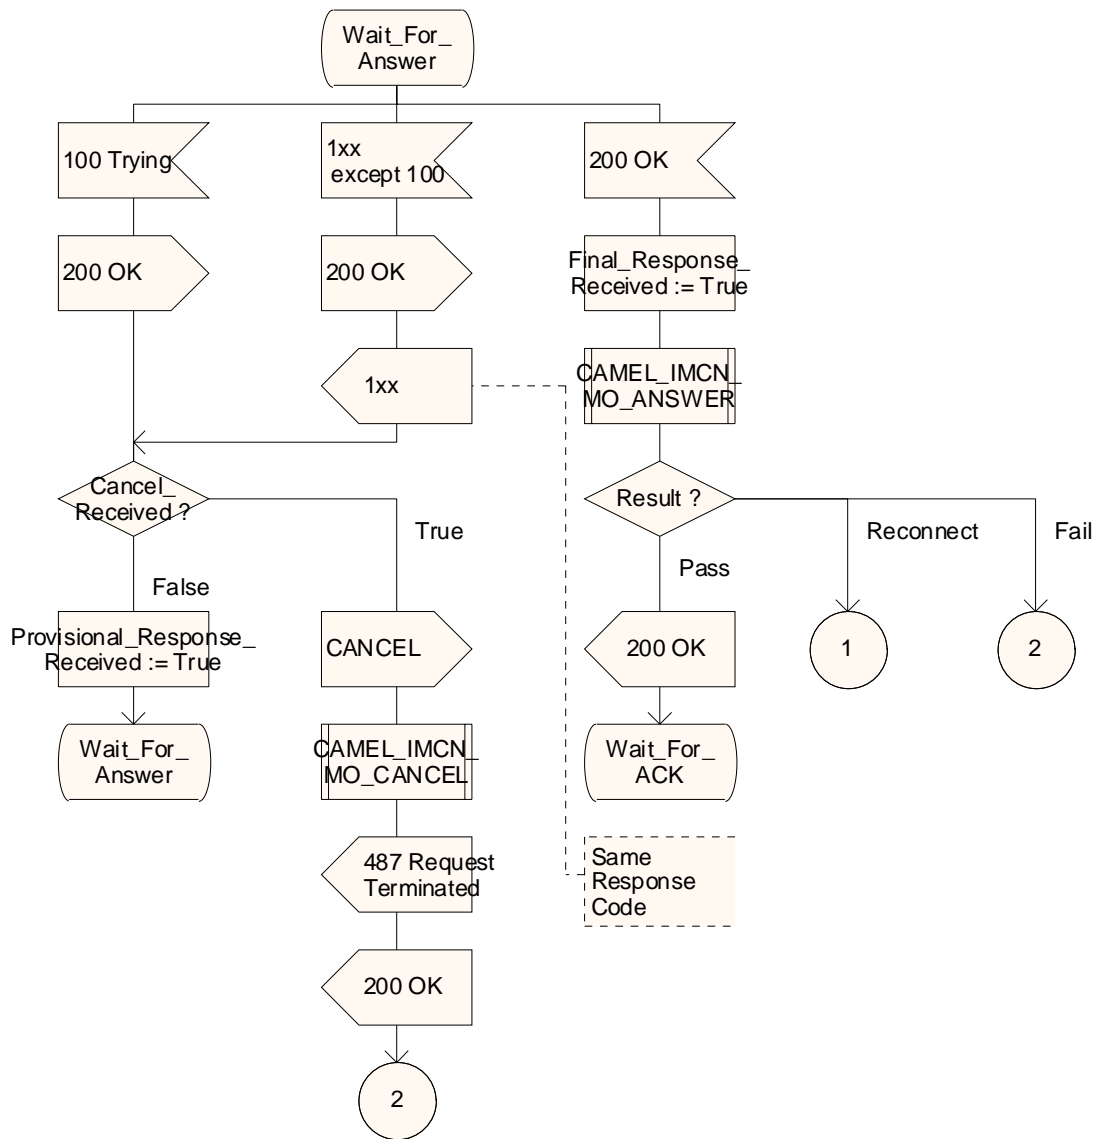 Wait_For_
Answer
100 Trying
1xx
except 100
200 OK
200 OK
200 OK
Final_Response_
Received := True
1xx
CAMEL_IMCN_
MO_ANSWER
Cancel_
Received ?
True
False
Result ?
Reconnect
Fail
Pass
Provisional_Response_
Received := True
CANCEL
200 OK
1
2
Wait_For_
Answer
CAMEL_IMCN_
MO_CANCEL
Wait_For_
ACK
487 Request
Terminated
Same
Response
Code
200 OK
2